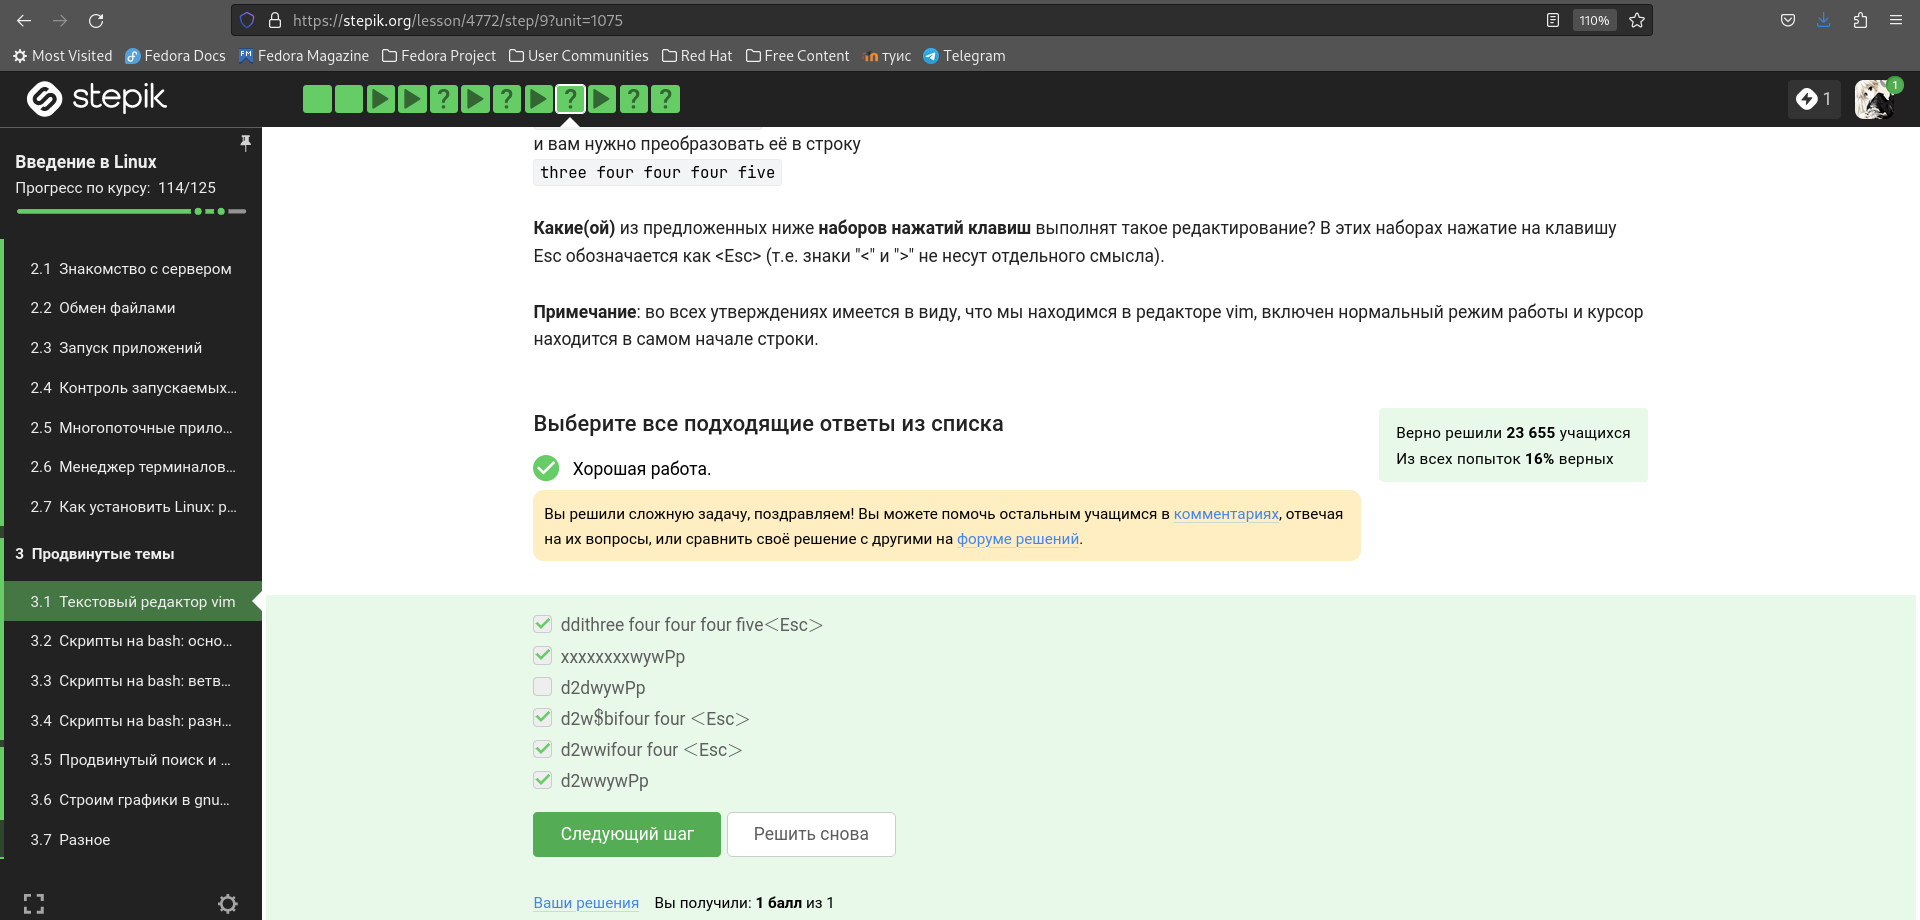 https://stepik.org/lesson/4772/step/9?unit=1075
110%
Most Visited
Fedora Docs
FM
Fedora Magazine
Fedora Project
User Communities
Red Hat
Free Content
туис
Telegram
stepik
?
?
?
?
?
1
1
Введение в Linux
Прогресс по курсу: 114/125
2.1 Знакомство с сервером
2.2 Обмен файлами
2.3 Запуск приложений
2.4 Контроль запускаемых...
2.5 Многопоточные прило...
2.6 Менеджер терминалов...
2.7 Как установить Linux: р...
3 Продвинутые темы
3.1 Текстовый редактор vim
3.2 Скрипты на bash: осно...
3.3 Скрипты на bash: ветв...
3.4 Скрипты на bash: разн...
3.5 Продвинутый поиск и ...
3.6 Строим графики в gnu...
3.7 Разное
и вам нужно преобразовать её в строку
three four four four five
Какие(ой) из предложенных ниже наборов нажатий клавиш выполнят такое редактирование? В этих наборах нажатие на клавишу
Esc обозначается как <Esc> (т.е. знаки "<" и ">" не несут отдельного смысла).
Примечание: во всех утверждениях имеется в виду, что мы находимся в редакторе vim, включен нормальный режим работы и курсор
находится в самом начале строки.
Выберите все подходящие ответы из списка
Верно решили 23 655 учащихся
Из всех попыток 16% верных
Хорошая работа.
Вы решили сложную задачу, поздравляем! Вы можете помочь остальным учащимся в комментариях, отвечая
на их вопросы, или сравнить своё решение с другими на форуме решений.
ddithree four four four five<Esc>
xxxxxxxxwywPp
d2dwywPp
d2w$bifour four <Esc>
d2wwifour four <Esc>
d2wwywPp
Следующий шаг
Решить снова
Ваши решения
Вы получили: 1 балл из 1